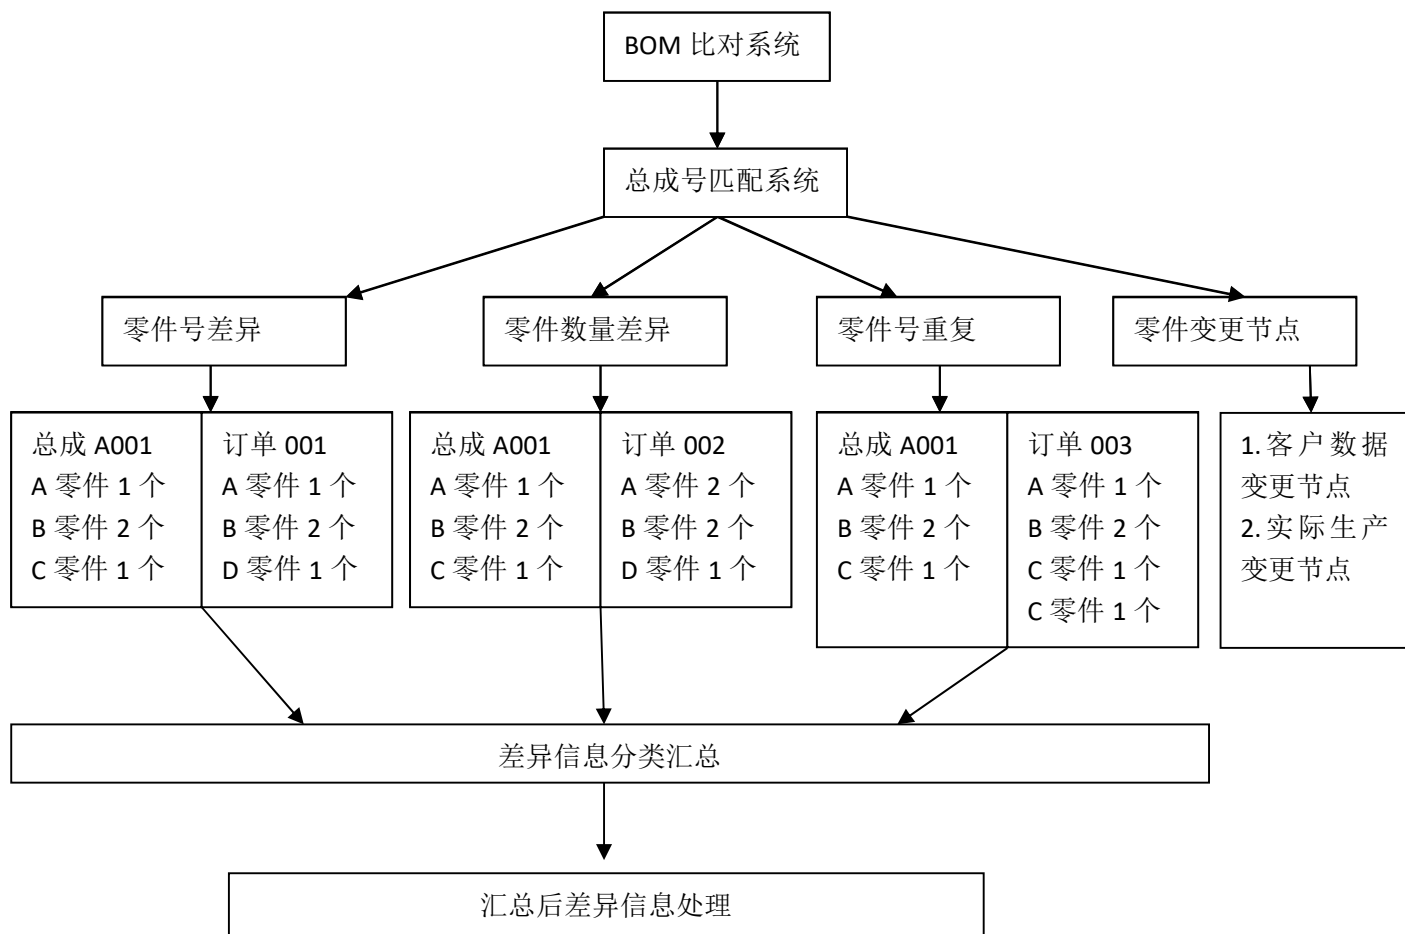 BOM 比对系统
总成号匹配系统
零件号差异
零件数量差异
零件号重复
零件变更节点
总成 A001
A 零件 1 个
B 零件 2 个
C 零件 1 个
订单 001
A 零件 1 个
B 零件 2 个
D 零件 1 个
总成 A001
A 零件 1 个
B 零件 2 个
C 零件 1 个
订单 002
A 零件 2 个
B 零件 2 个
D 零件 1 个
总成 A001
A 零件 1 个
B 零件 2 个
C 零件 1 个
订单 003
A 零件 1 个
B 零件 2 个
C 零件 1 个
C 零件 1 个
1. 客户数据
变更节点
2. 实际生产
变更节点
差异信息分类汇总
汇总后差异信息处理